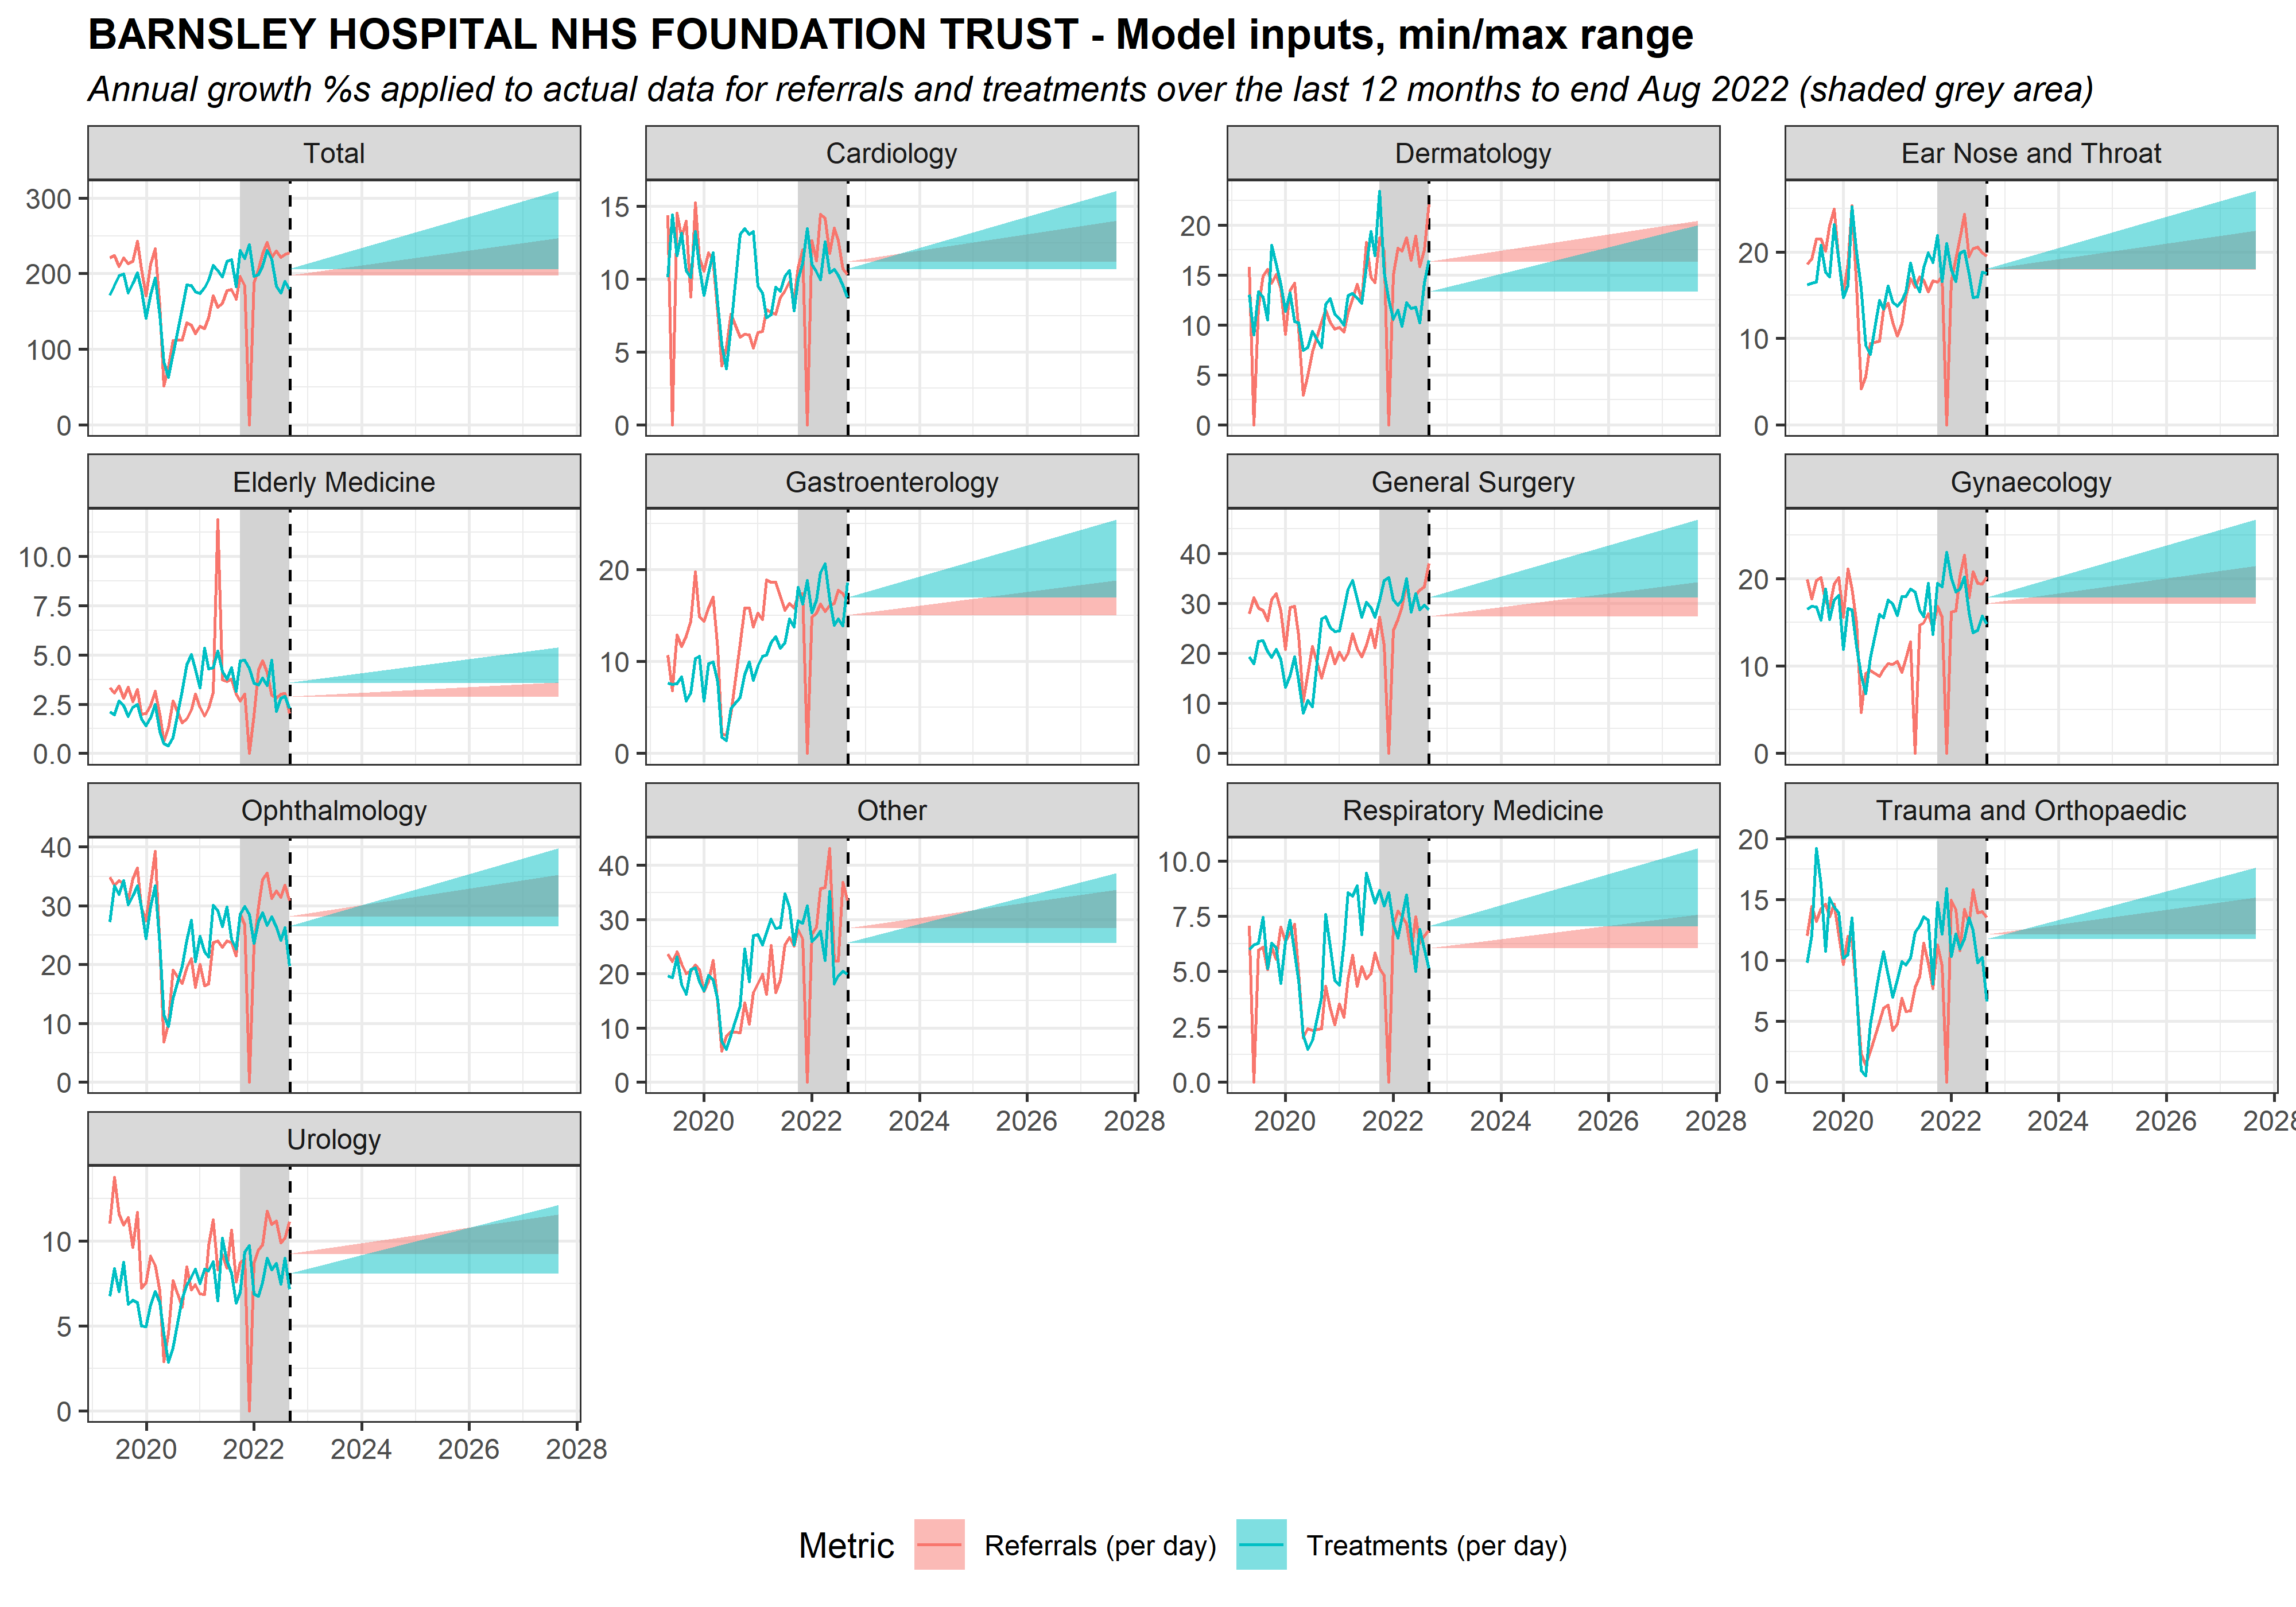 BARNSLEY HOSPITAL NHS FOUNDATION TRUST - Model inputs, min/max range
Annual growth %s applied to actual data for referrals and treatments over the last 12 months to end Aug 2022 (shaded grey area)
Total
300
200
100
0
Cardiology
15
10
5
0
Dermatology
20
15
10
5
0
Ear Nose and Throat
20
10
0
Elderly Medicine
10.0
7.5
5.0
2.5
0.0
Gastroenterology
20
10
0
General Surgery
40
30
20
10
0
Gynaecology
20
10
0
Ophthalmology
40
30
20
10
0
Other
40
30
20
10
0
2020 2022 2024 2026 2028
Respiratory Medicine
10.0
7.5
5.0
2.5
0.0
2020 2022 2024 2026 2028
Trauma and Orthopaedic
20
15
10
5
0
2020 2022 2024 2026 2028
Urology
10
5
0
2020 2022 2024 2026 2028
Metric Referrals (per day) Treatments (per day)